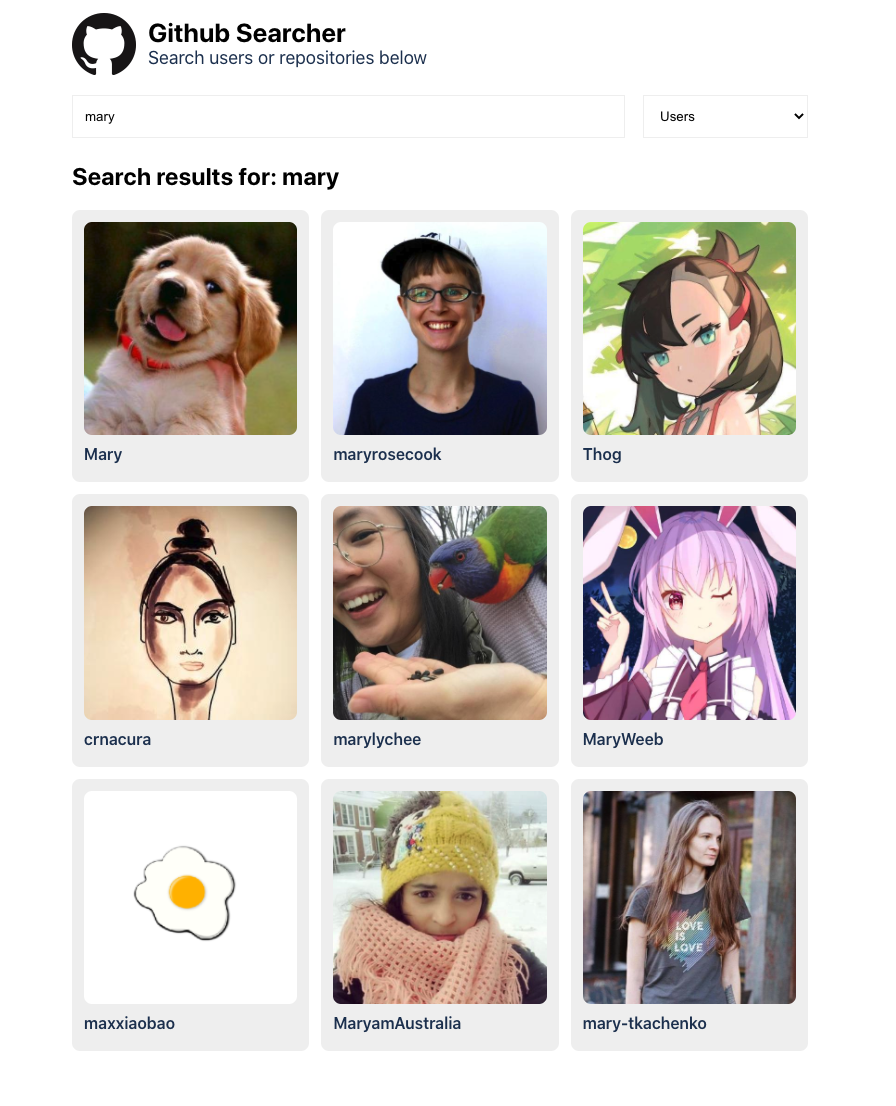 Github Searcher
Search users or repositories below
mary
Users
Search results for: mary
Mary
maryrosecook
Thog
crnacura
marylychee
MaryWeeb
maxxiaobao
MaryamAustralia
LOVE
IS
LOVE
mary-tkachenko